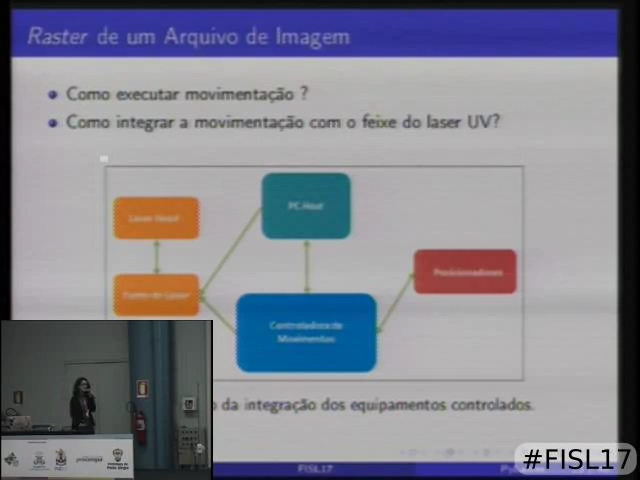 Raster de um Arquivo de Imagem
Como executar movimentação ?
Como integrar a movimentação com o feixe do laser UV?
Laser Head
PC Host
Posicionadores
Controladora de
Movimentos
o da integração dos equipamentos controlados.
FISL17
#FISL17